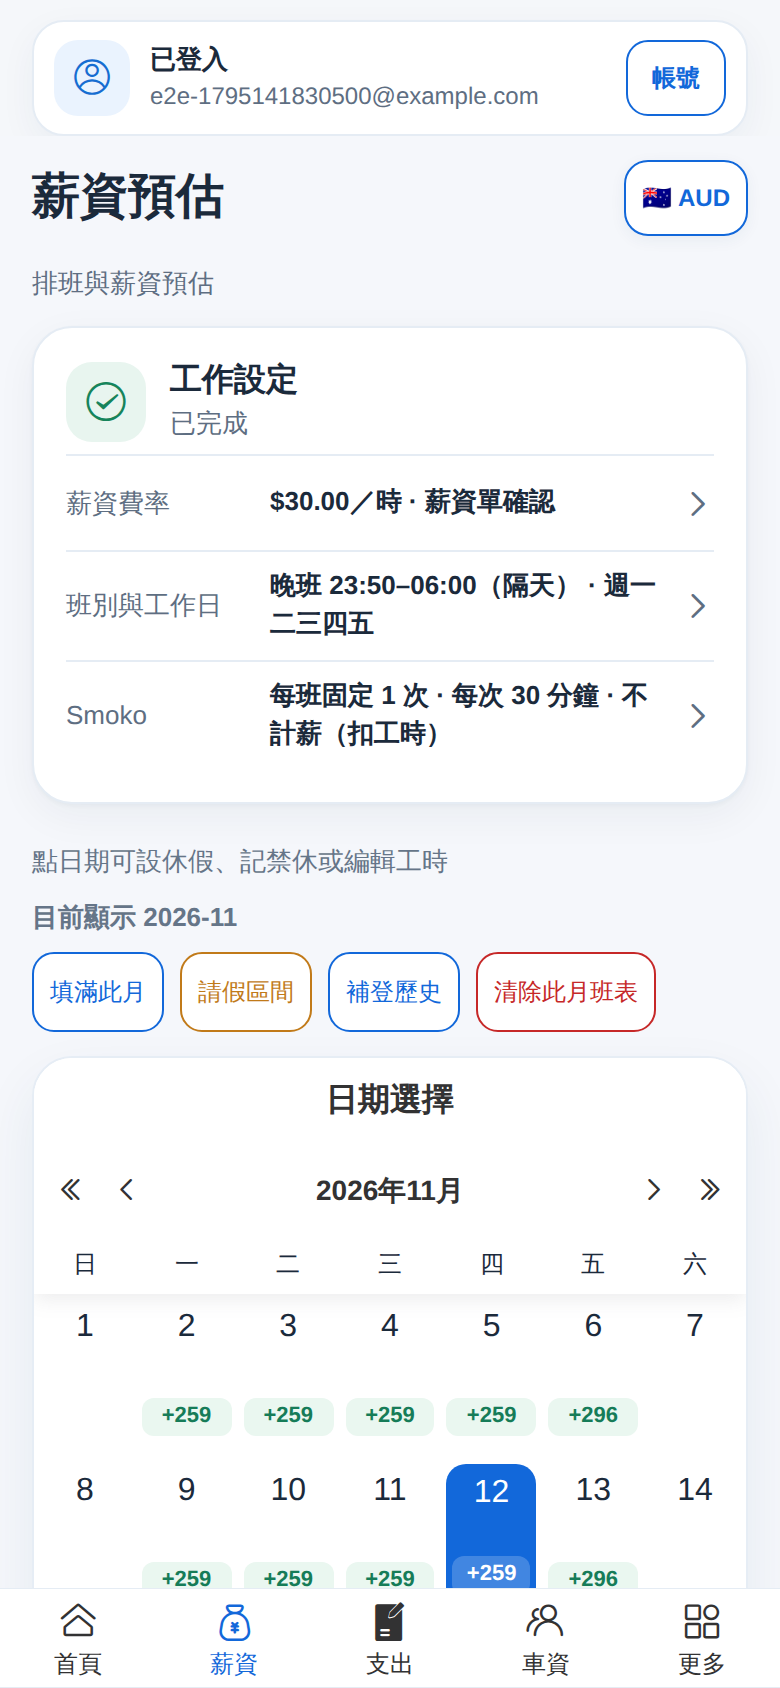 已登入
e2e-1795141830500@example.com
帳號
薪資預估
🇦🇺 AUD
排班與薪資預估
工作設定
已完成
薪資費率
$30.00／時 · 薪資單確認
班別與工作日
晚班 23:50–06:00（隔天） · 週一
二三四五
Smoko
每班固定 1 次 · 每次 30 分鐘 · 不
計薪（扣工時）
點日期可設休假、記禁休或編輯工時
目前顯示 2026-11
填滿此月 請假區間 補登歷史 清除此月班表
日期選擇
2026年11月
日 一 二 三 四 五 六
1 2 3 4 5 6 7
+259 +259 +259 +259 +296
8 9 10 11 12 13 14
+259 +259 +259 +259 +296
首頁 薪資 支出 車資 更多